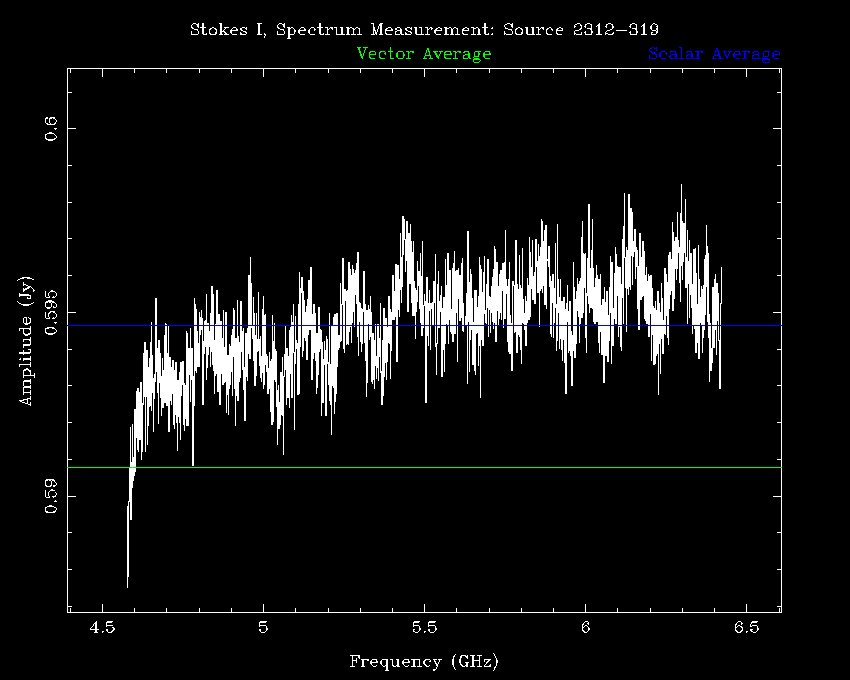 Stokes I, Spectrum Measurement: Source 2312-319
Vector Average
Scalar Average
0.6
0.595
0.59
Amplitude (Jy)
4.5 5 5.5 6 6.5
Frequency (GHz)